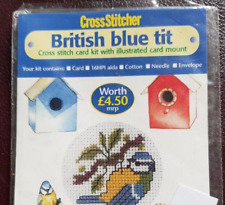 CrossStitcher
British blue tit
Cross stitch card kit with illustrated card mount
Your kit contains: ■ Card ■ 16HPI aida ■ Cotton ■ Needle ■ Envelope
Worth
£4.50
mrp